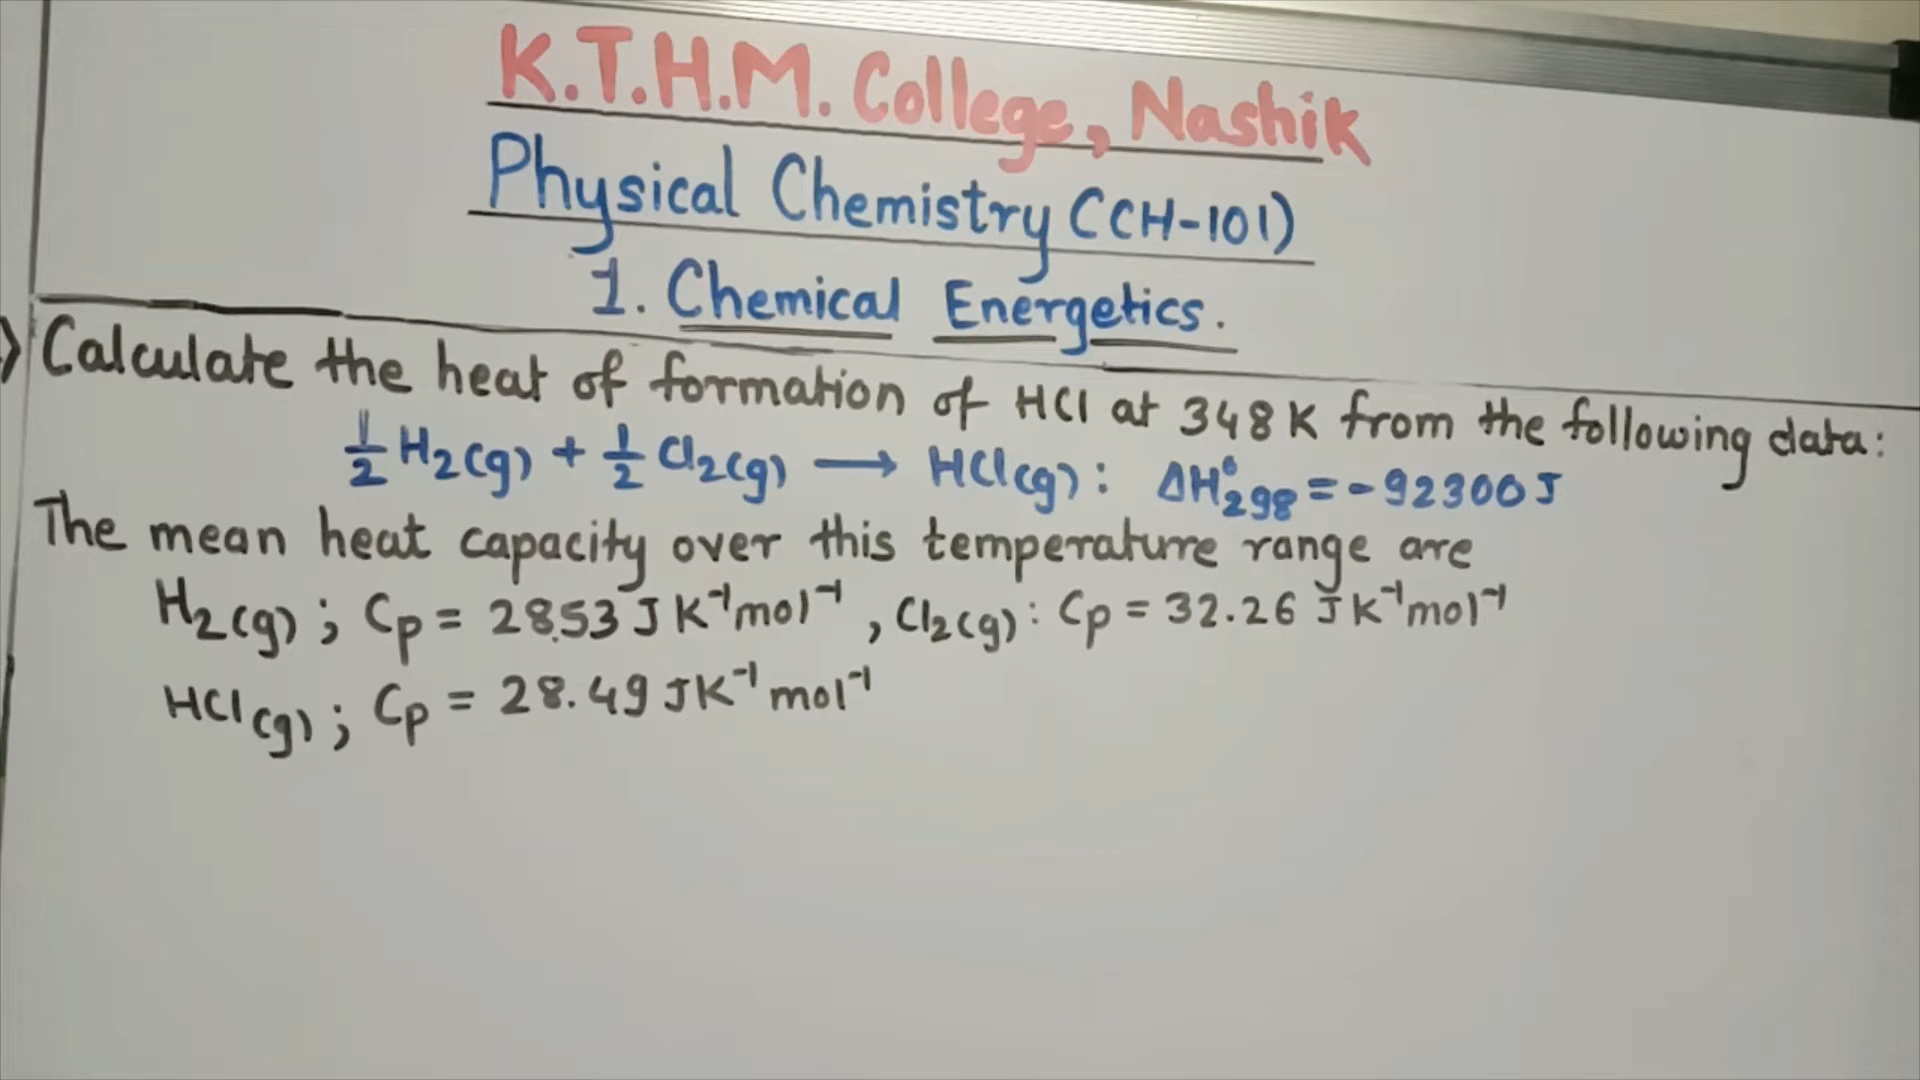 K.T.H.M. College, Nashik
Physical Chemistry (CH-101)
1. Chemical Energetics.
) Calculate the heat of formation of HCl at 348 K from the following data:
½ H₂(g) + ½ Cl₂(g) ⟶ HCl(g) : ΔH°₂₉₈ = -92300 J
The mean heat capacity over this temperature range are
H₂(g) ; Cp = 28.53 J K⁻¹ mol⁻¹ , Cl₂(g) : Cp = 32.26 J K⁻¹ mol⁻¹
HCl(g) ; Cp = 28.49 J K⁻¹ mol⁻¹